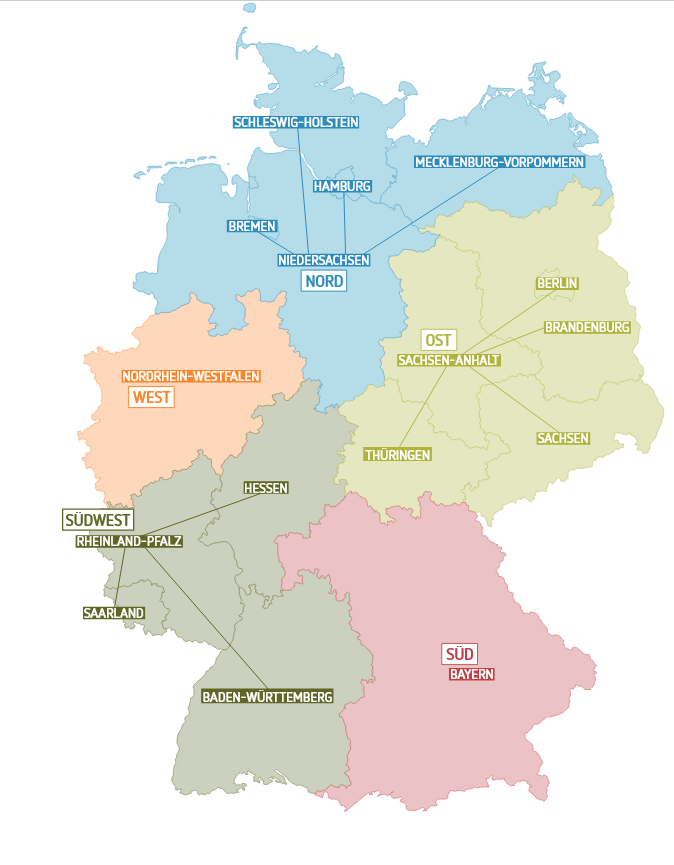 SCHLESWIG-HOLSTEIN
MECKLENBURG-VORPOMMERN
HAMBURG
BREMEN
NIEDERSACHSEN
NORD
BERLIN
BRANDENBURG
OST
SACHSEN-ANHALT
NORDRHEIN-WESTFALEN
WEST
SACHSEN
THÜRINGEN
HESSEN
SÜDWEST
RHEINLAND-PFALZ
SAARLAND
SÜD
BAYERN
BADEN-WÜRTTEMBERG